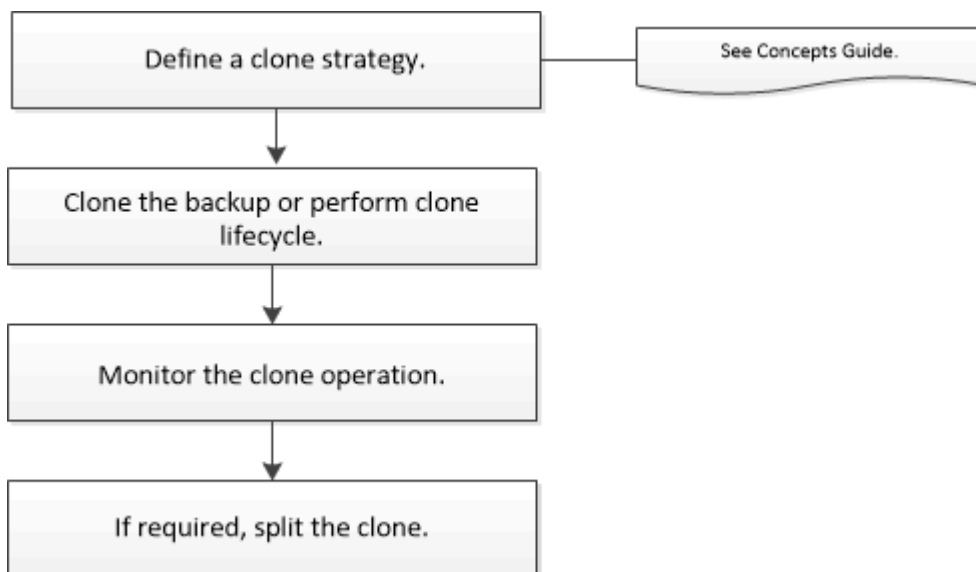 Define a clone strategy.
See Concepts Guide.
Clone the backup or perform clone
lifecycle.
Monitor the clone operation.
If required, split the clone.